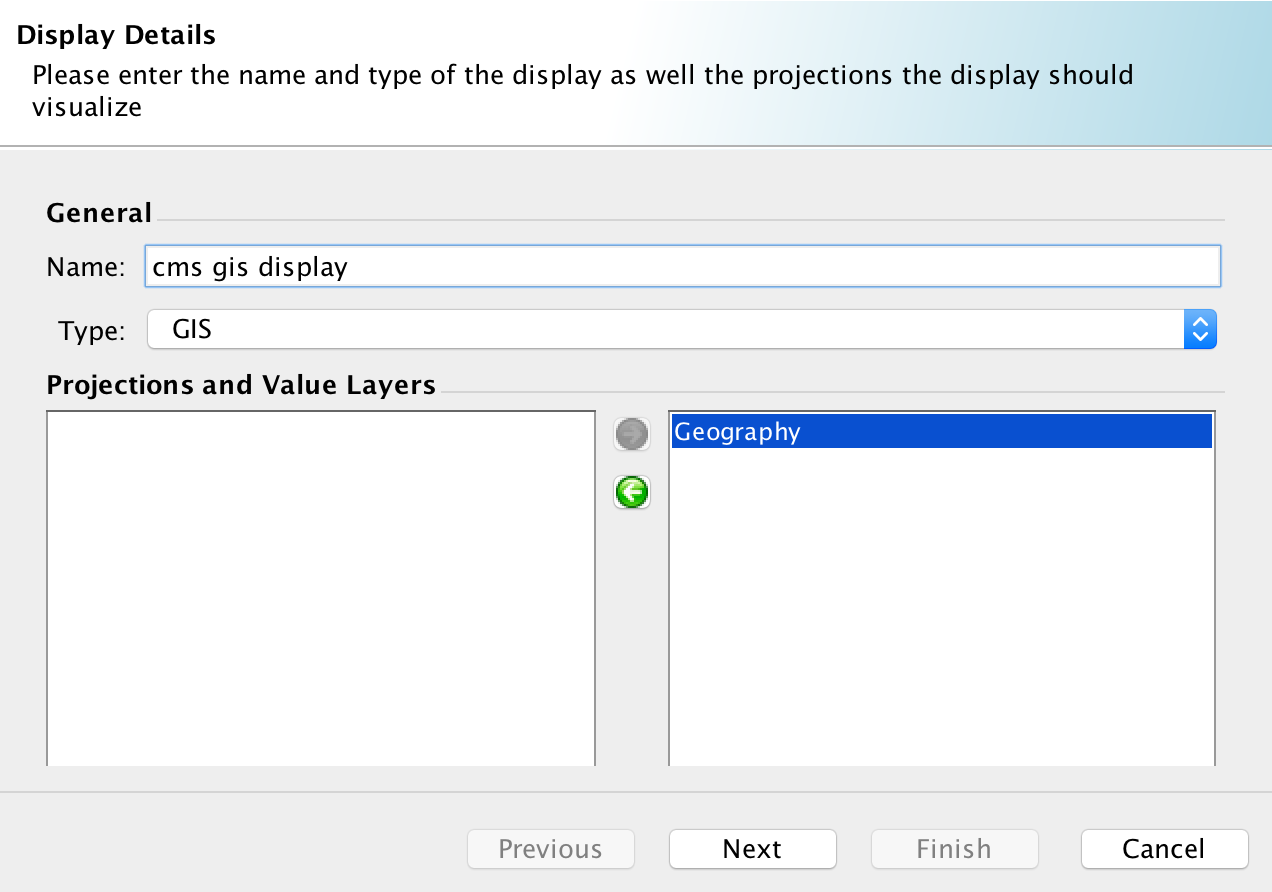 Display Details
Please enter the name and type of the display as well the projections the display should
visualize
General
Name: cms gis display
Type: GIS
Projections and Value Layers
Geography
Previous Next Finish Cancel